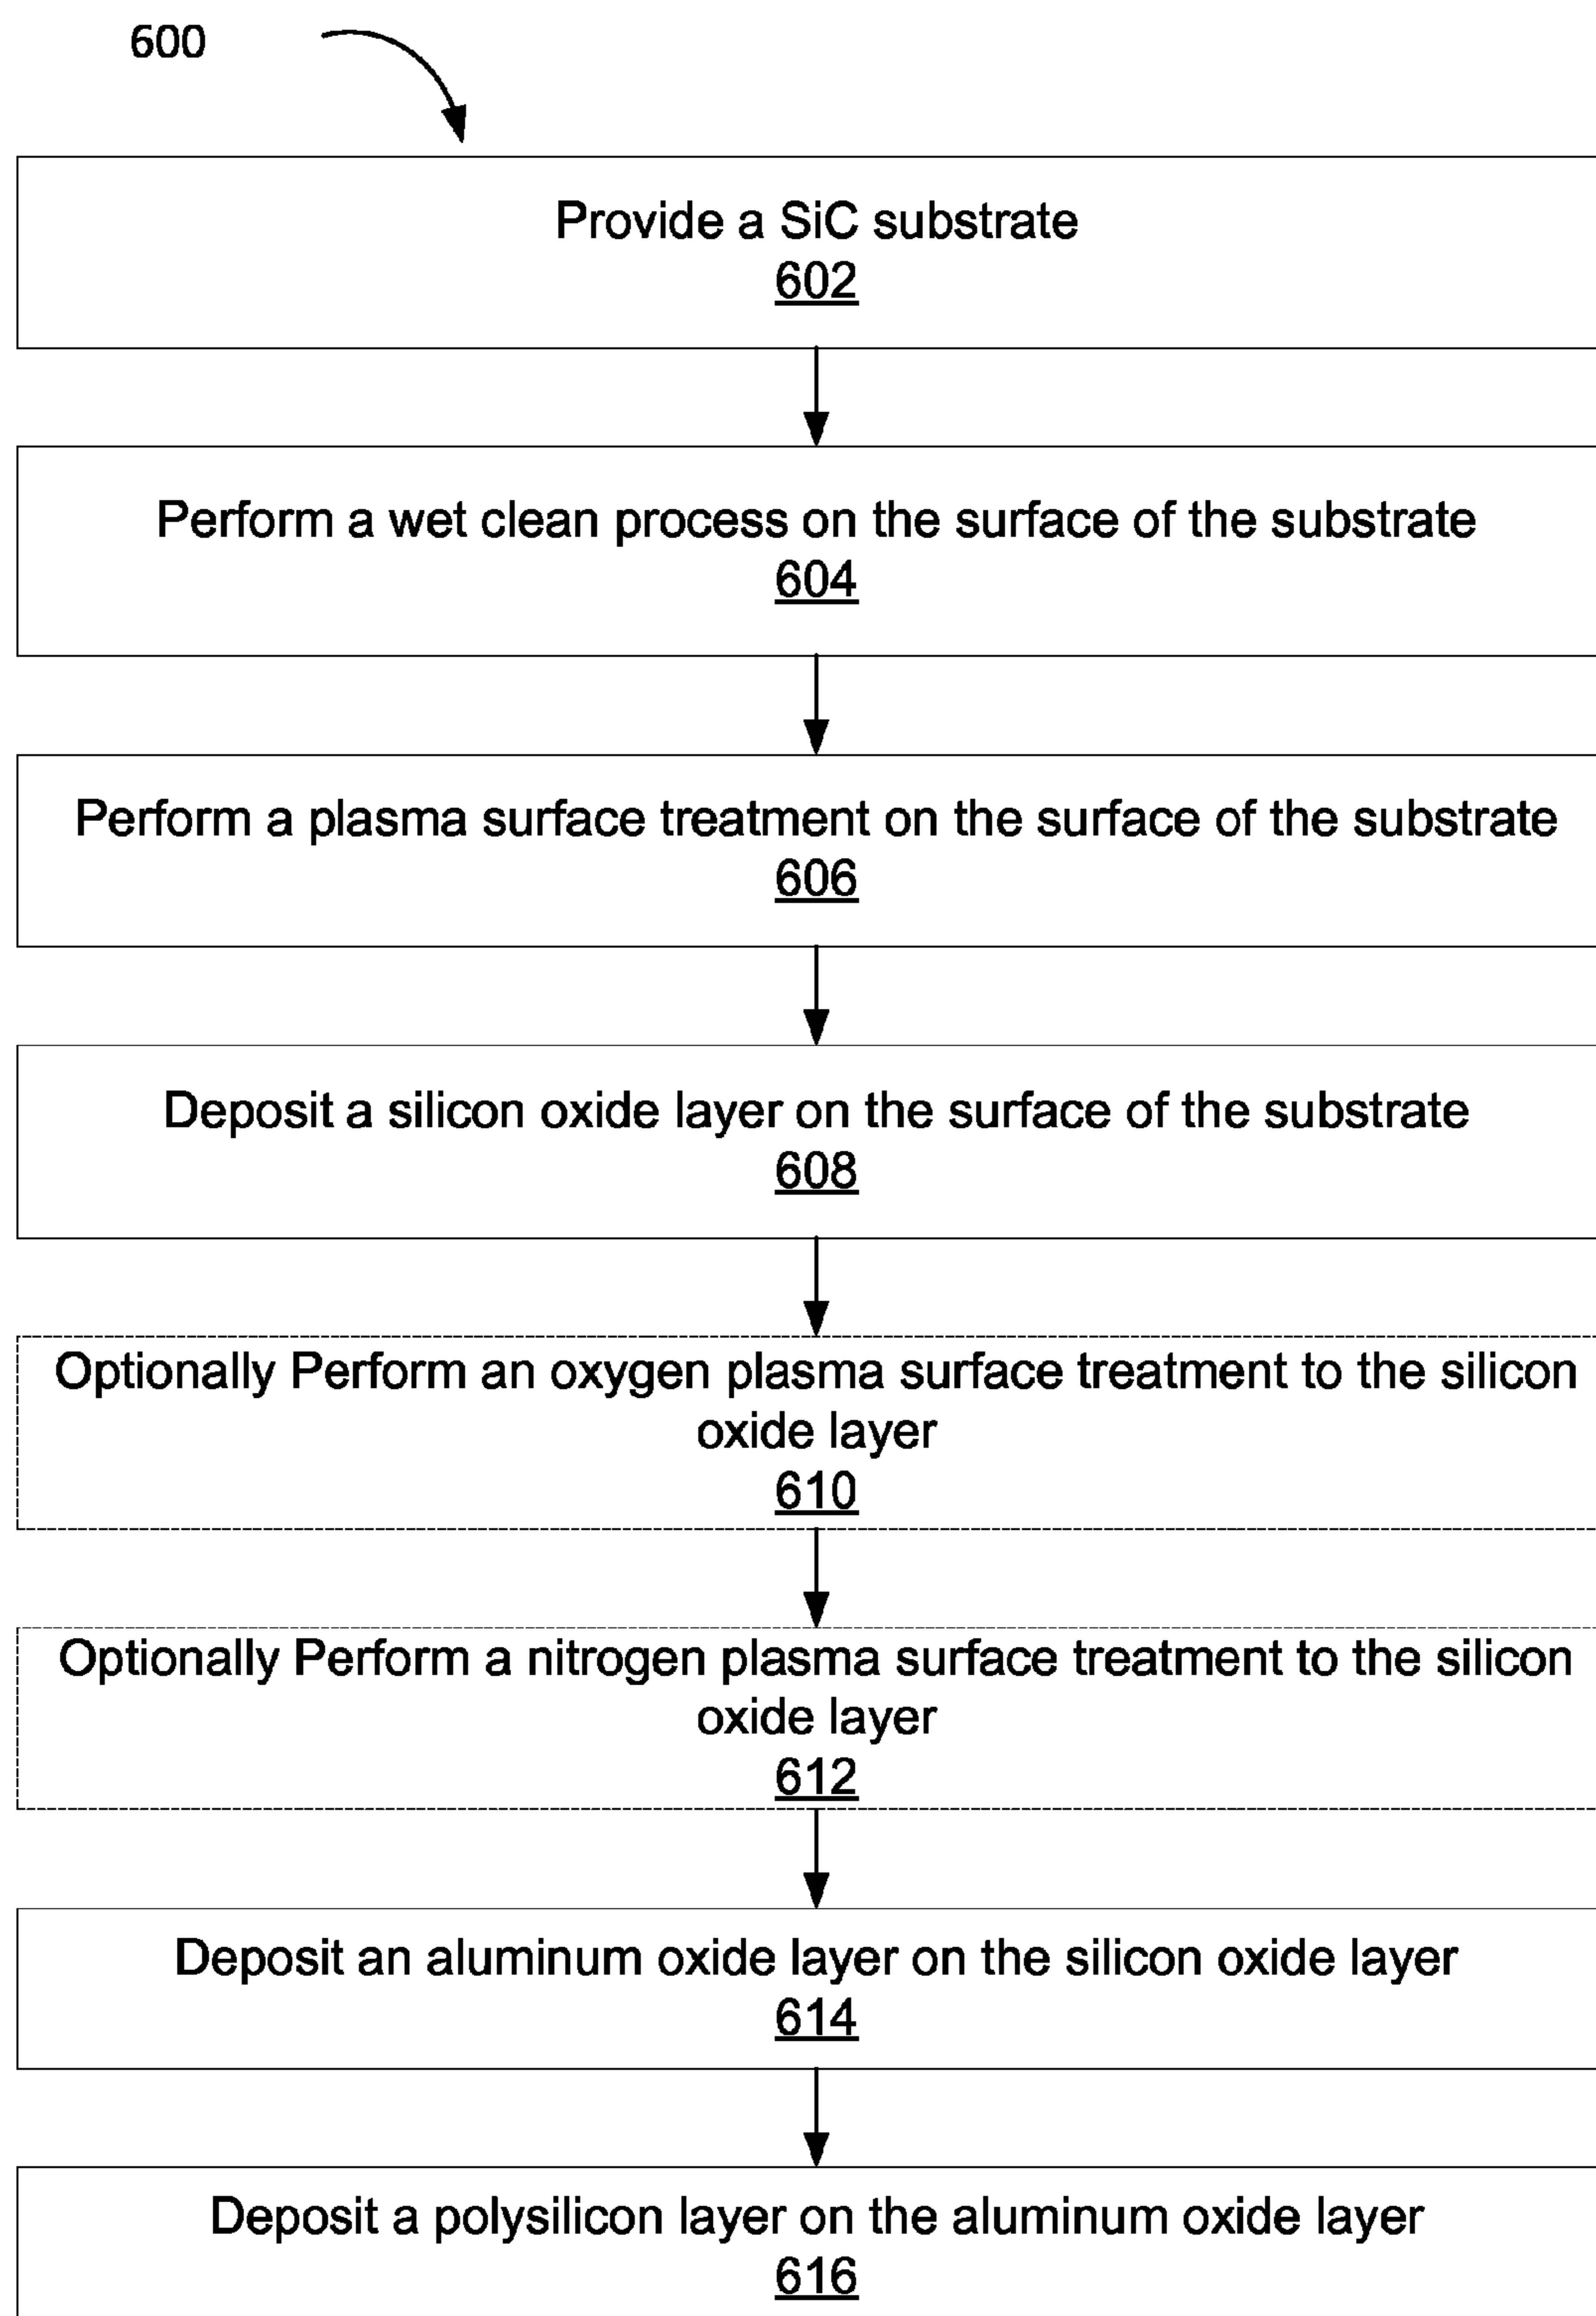 600
Provide a SiC substrate
602
Perform a wet clean process on the surface of the substrate
604
Perform a plasma surface treatment on the surface of the substrate
606
Deposit a silicon oxide layer on the surface of the substrate
608
Optionally Perform an oxygen plasma surface treatment to the silicon
oxide layer
610
Optionally Perform a nitrogen plasma surface treatment to the silicon
oxide layer
612
Deposit an aluminum oxide layer on the silicon oxide layer
614
Deposit a polysilicon layer on the aluminum oxide layer
616